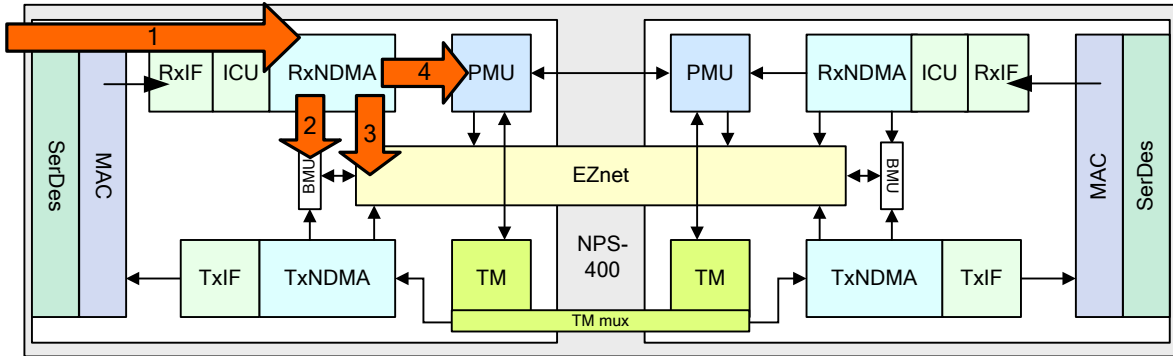 1
RxIF
ICU
RxNDMA
4
PMU
PMU
RxNDMA
ICU
RxIF
2
3
SerDes
MAC
BMU
EZnet
BMU
MAC
SerDes
TxIF
TxNDMA
TM
NPS-
400
TM
TxNDMA
TxIF
TM mux